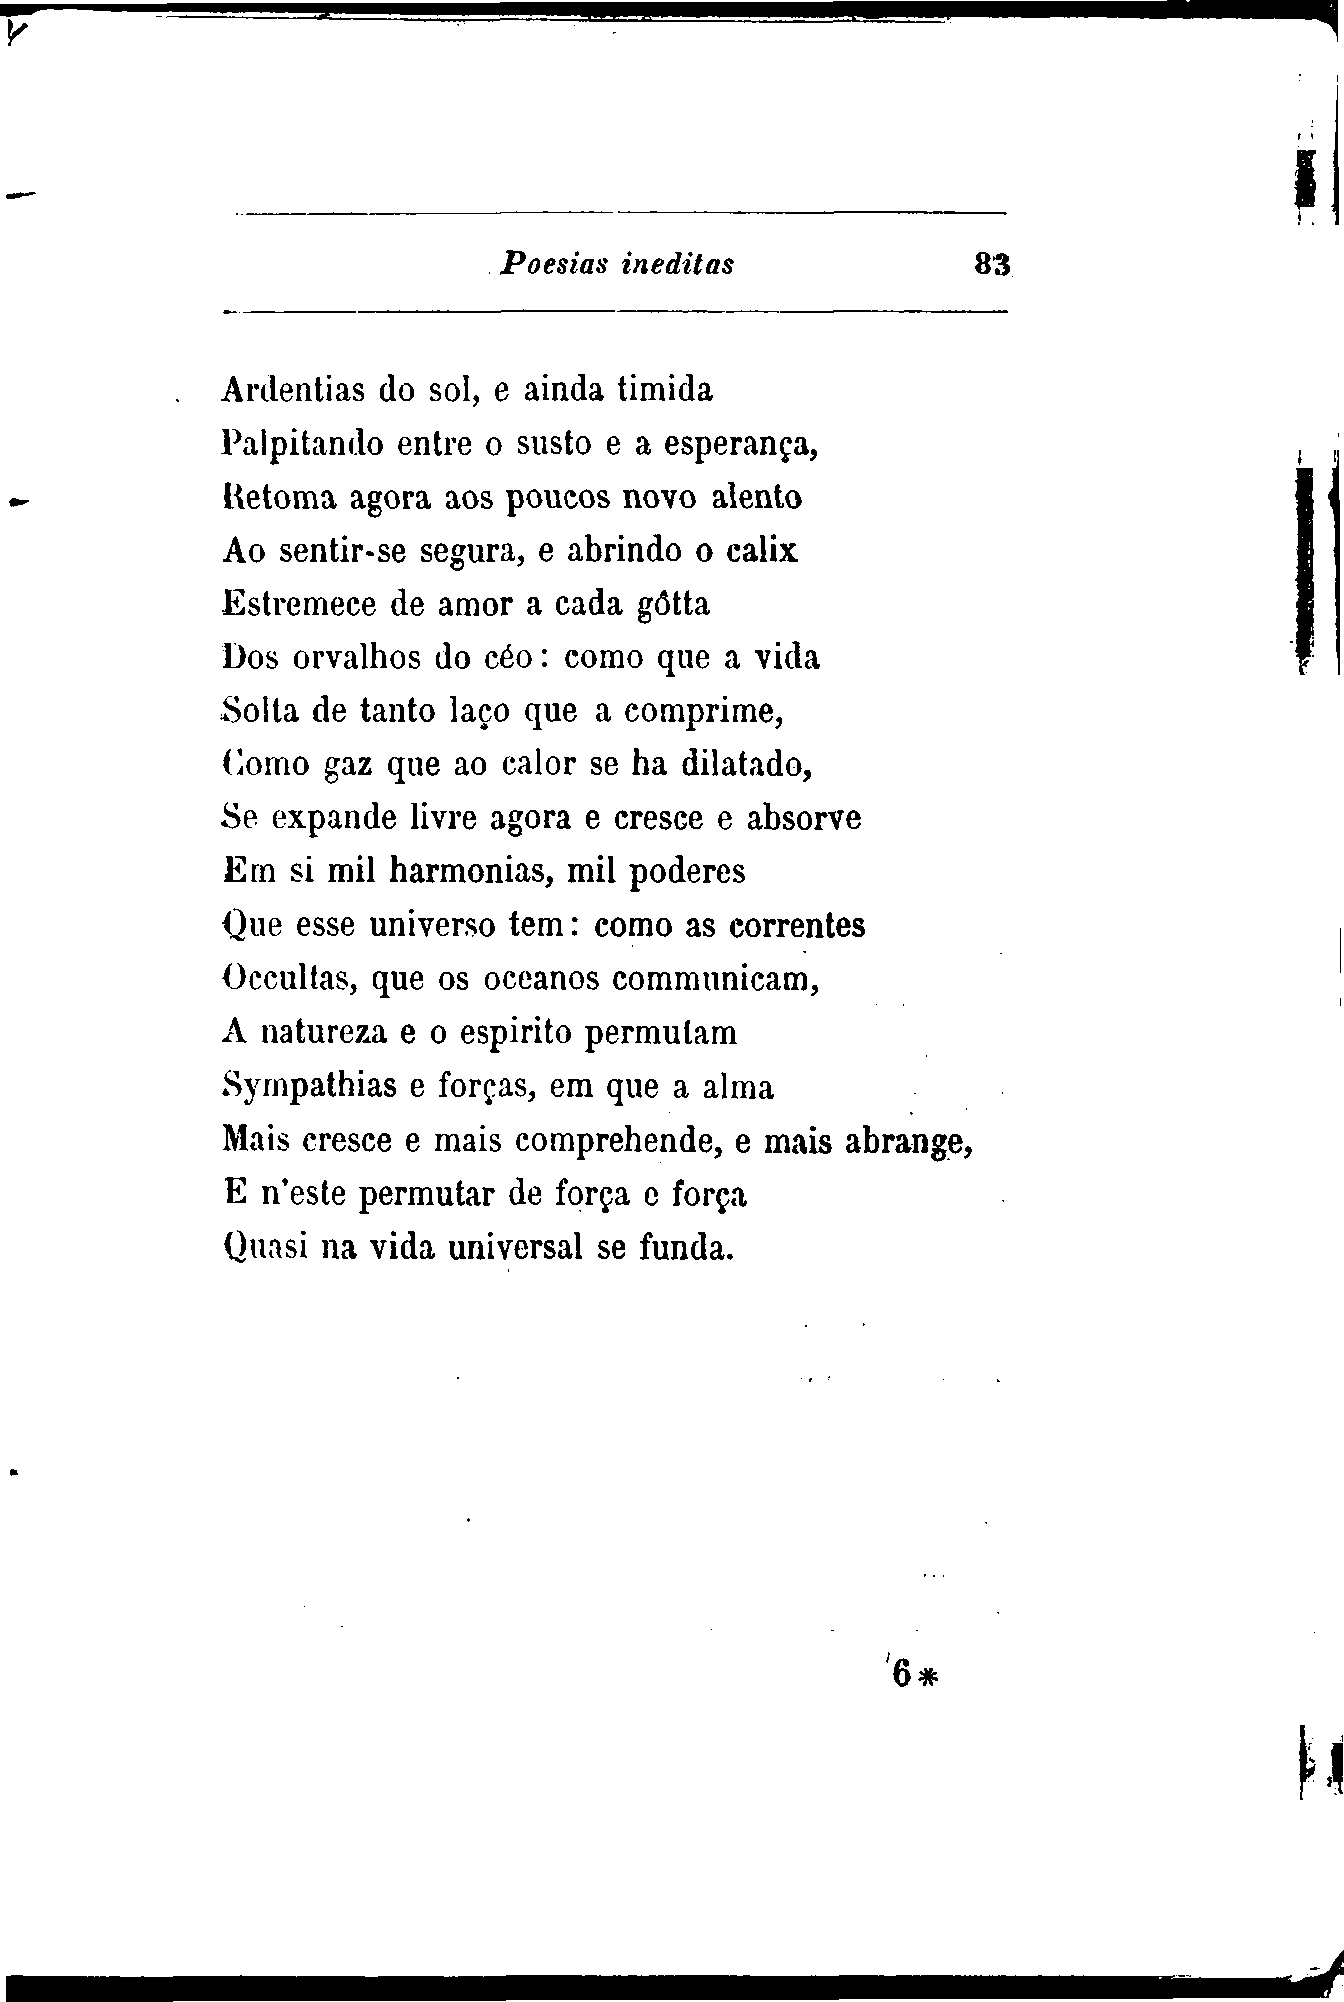 Poesias ineditas 83
Ardentias do sol, e ainda timida
Palpitando entre o susto e a esperança,
Retoma agora aos poucos novo alento
Ao sentir-se segura, e abrindo o calix
Estremece de amor a cada gôtta
Dos orvalhos do céo: como que a vida
Solta de tanto laço que a comprime,
Como gaz que ao calor se ha dilatado,
Se expande livre agora e cresce e absorve
Em si mil harmonias, mil poderes
Que esse universo tem: como as correntes
Occultas, que os oceanos communicam,
A natureza e o espirito permutam
Sympathias e forças, em que a alma
Mais cresce e mais comprehende, e mais abrange,
E n'este permutar de força e força
Quasi na vida universal se funda.
6*